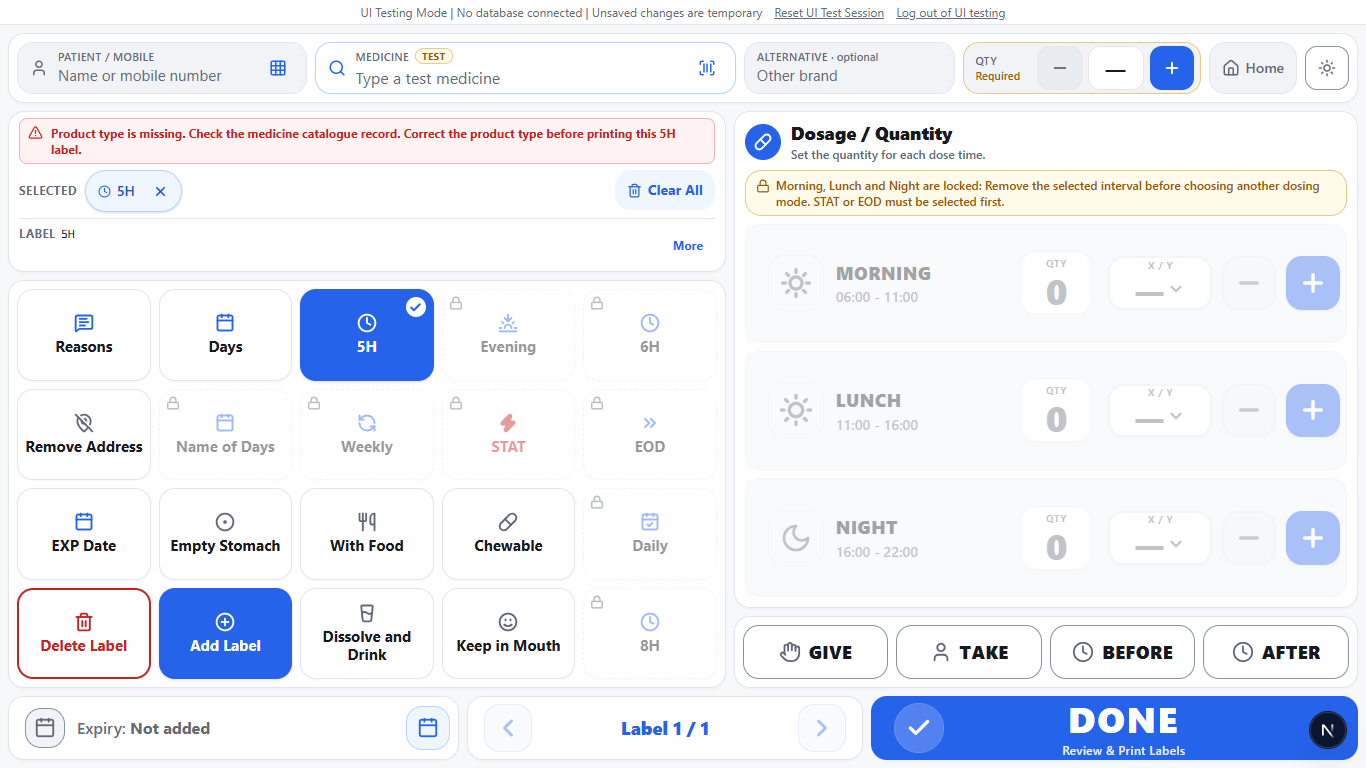 UI Testing Mode | No database connected | Unsaved changes are temporary Reset UI Test Session Log out of UI testing
PATIENT / MOBILE
Name or mobile number
MEDICINE TEST
Type a test medicine
ALTERNATIVE · optional
Other brand
QTY
Required
—
Home
Product type is missing. Check the medicine catalogue record. Correct the product type before printing this 5H
label.
SELECTED 5H
Clear All
LABEL 5H
More
Reasons
Days
5H
Evening
6H
Remove Address
Name of Days
Weekly
STAT
EOD
EXP Date
Empty Stomach
With Food
Chewable
Daily
Delete Label
Add Label
Dissolve and
Drink
Keep in Mouth
8H
Dosage / Quantity
Set the quantity for each dose time.
Morning, Lunch and Night are locked: Remove the selected interval before choosing another dosing
mode. STAT or EOD must be selected first.
MORNING
06:00 - 11:00
QTY
0
X / Y
—
LUNCH
11:00 - 16:00
QTY
0
X / Y
—
NIGHT
16:00 - 22:00
QTY
0
X / Y
—
GIVE
TAKE
BEFORE
AFTER
Expiry: Not added
Label 1 / 1
DONE
Review & Print Labels
N